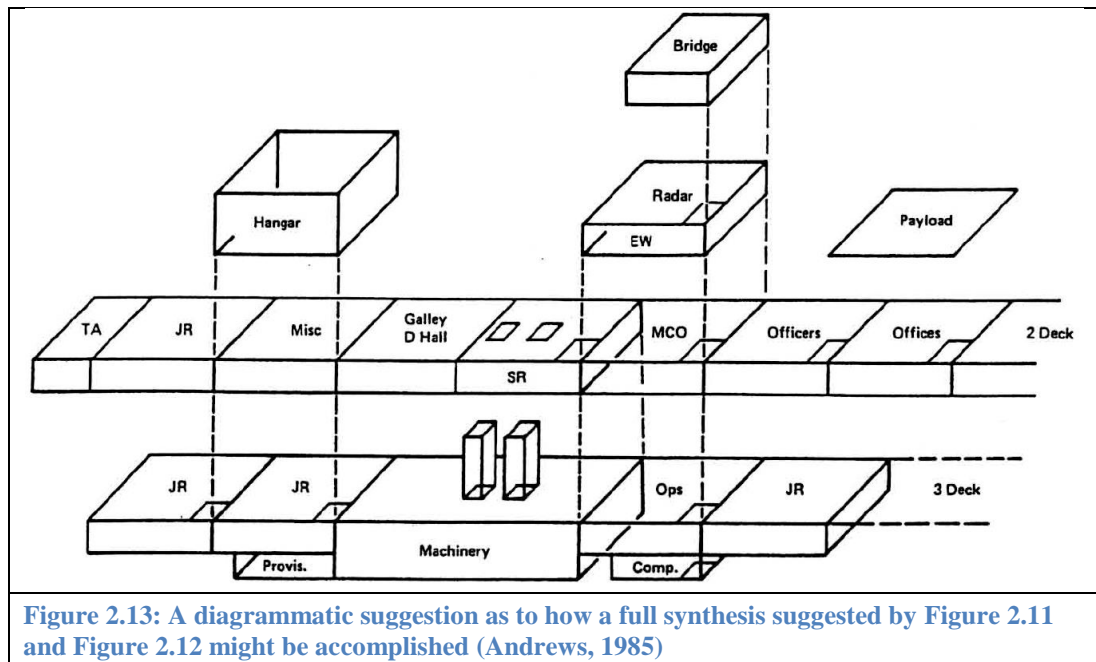 Bridge
Radar
EW
Hangar
Payload
TA
JR
Misc
Galley
D Hall
SR
MCO
Officers
Offices
2 Deck
JR
JR
Machinery
Ops
JR
3 Deck
Provis.
Comp.
Figure 2.13: A diagrammatic suggestion as to how a full synthesis suggested by Figure 2.11
and Figure 2.12 might be accomplished (Andrews, 1985)